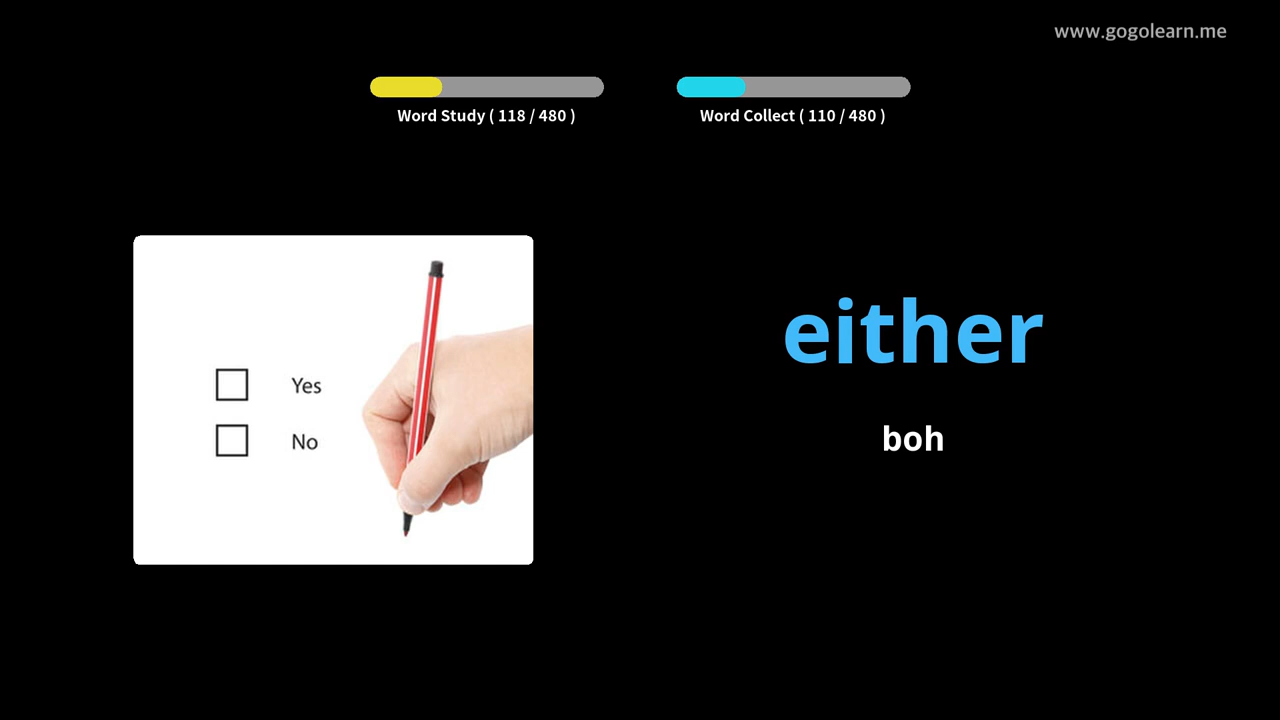 www.gogolearn.me
Word Study ( 118 / 480 )
Word Collect ( 110 / 480 )
Yes
No
either
boh